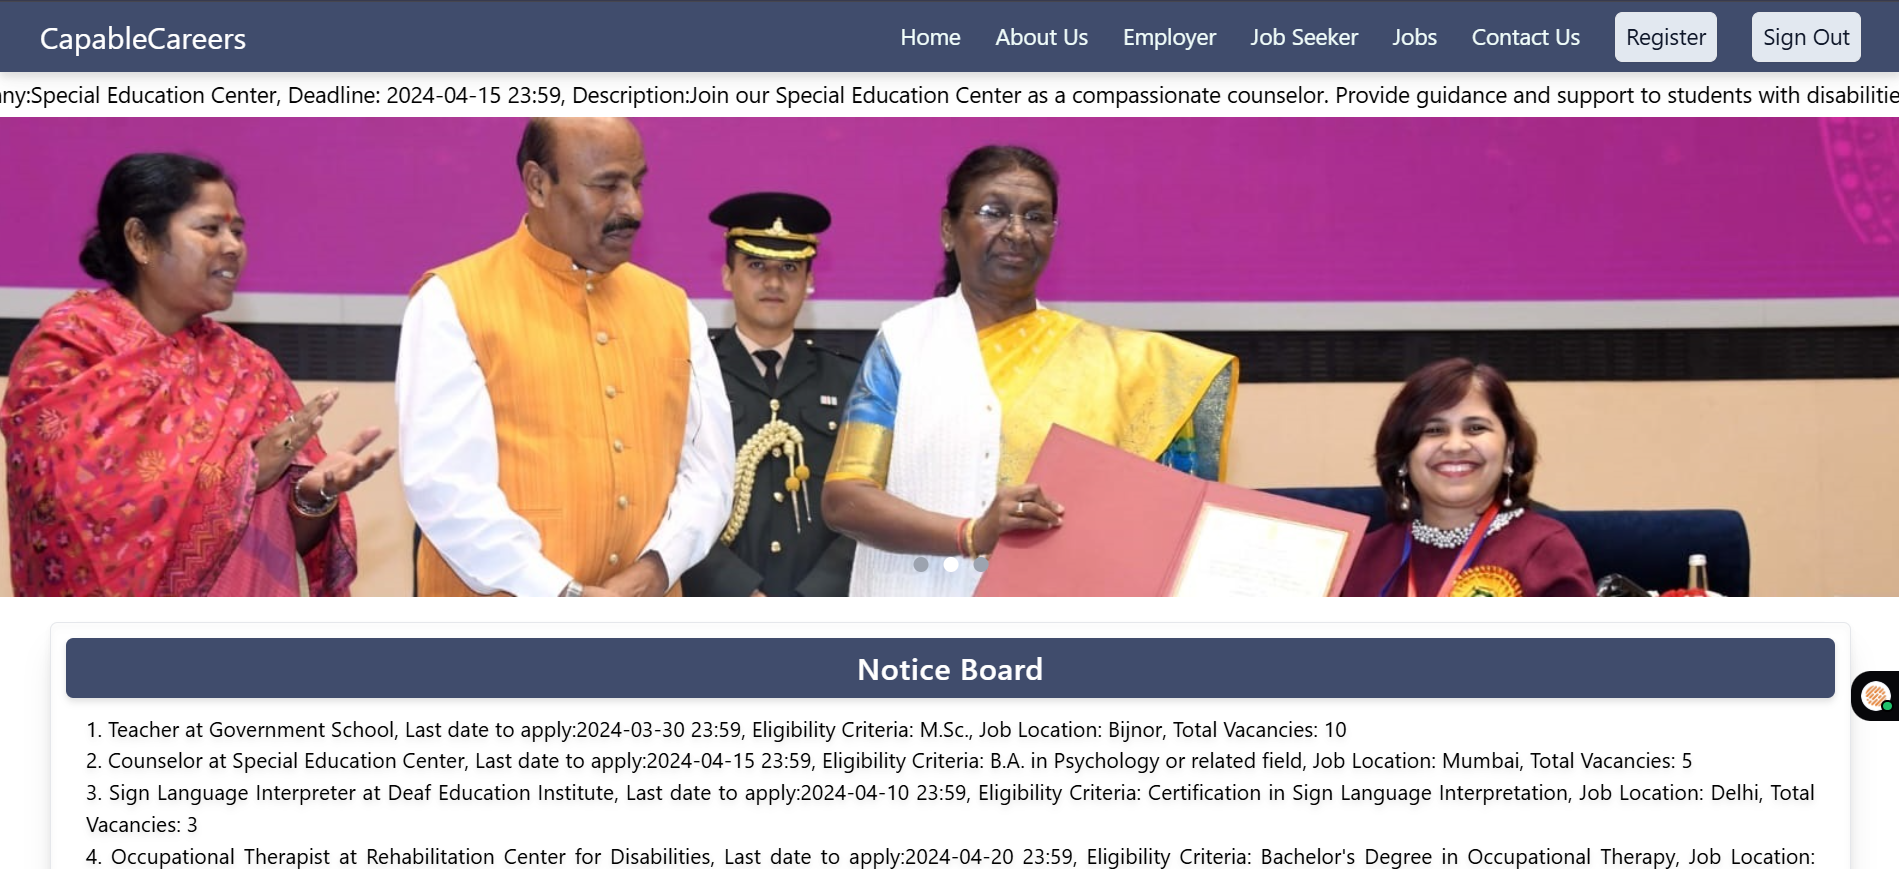 CapableCareers
Home About Us Employer Job Seeker Jobs Contact Us Register Sign Out
ny:Special Education Center, Deadline: 2024-04-15 23:59, Description:Join our Special Education Center as a compassionate counselor. Provide guidance and support to students with disabilitie
Notice Board
1. Teacher at Government School, Last date to apply:2024-03-30 23:59, Eligibility Criteria: M.Sc., Job Location: Bijnor, Total Vacancies: 10
2. Counselor at Special Education Center, Last date to apply:2024-04-15 23:59, Eligibility Criteria: B.A. in Psychology or related field, Job Location: Mumbai, Total Vacancies: 5
3. Sign Language Interpreter at Deaf Education Institute, Last date to apply:2024-04-10 23:59, Eligibility Criteria: Certification in Sign Language Interpretation, Job Location: Delhi, Total
Vacancies: 3
4. Occupational Therapist at Rehabilitation Center for Disabilities, Last date to apply:2024-04-20 23:59, Eligibility Criteria: Bachelor's Degree in Occupational Therapy, Job Location: